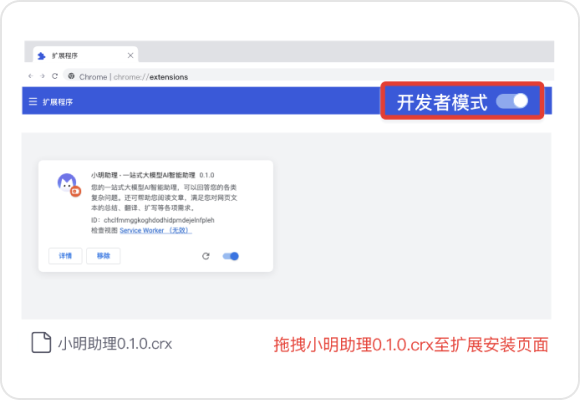 扩展程序
Chrome | chrome://extensions
扩展程序
开发者模式
小明助理 - 一站式大模型AI智能助理 0.1.0
您的一站式大模型AI智能助理，可以回答您的各类
复杂问题。还可帮助您阅读文章，满足您对网页文
本的总结、翻译、扩写等各项需求。
ID：chclfmmggkoghdodhidpmdejelnfpleh
检查视图 Service Worker （无效）
详情 移除
小明助理0.1.0.crx
拖拽小明助理0.1.0.crx至扩展安装页面